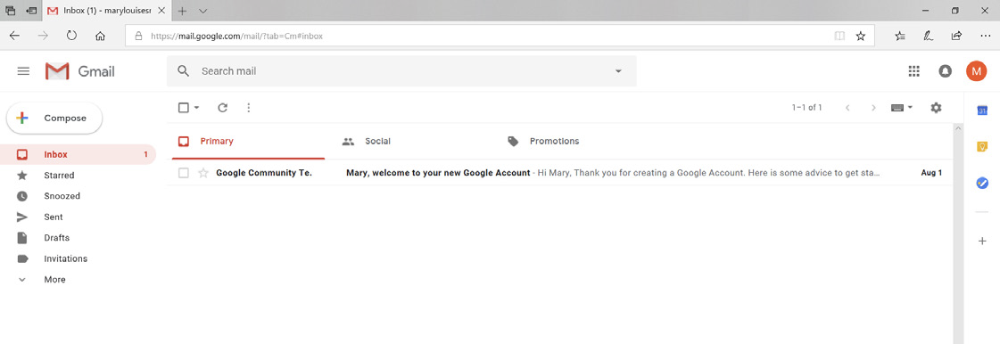 Inbox (1) - marylouisesr
https://mail.google.com/mail/?tab=Cm#inbox
Gmail
Search mail
M
Compose
1–1 of 1
31
Primary
Social
Promotions
Inbox 1
Google Community Te. Mary, welcome to your new Google Account - Hi Mary, Thank you for creating a Google Account. Here is some advice to get sta… Aug 1
Starred
Snoozed
Sent
Drafts
Invitations
More